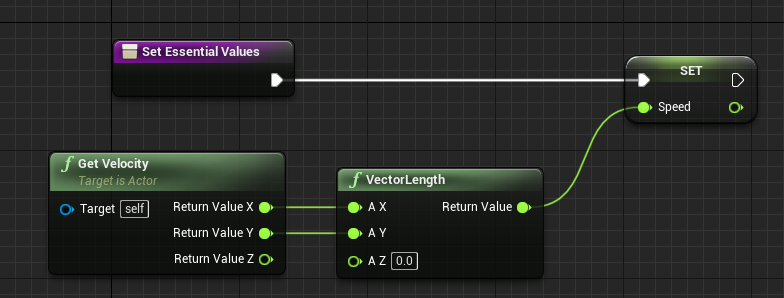 Set Essential Values
SET
Speed
f Get Velocity
Target is Actor
Target self
Return Value X
Return Value Y
Return Value Z
f VectorLength
A X
Return Value
A Y
A Z 0.0